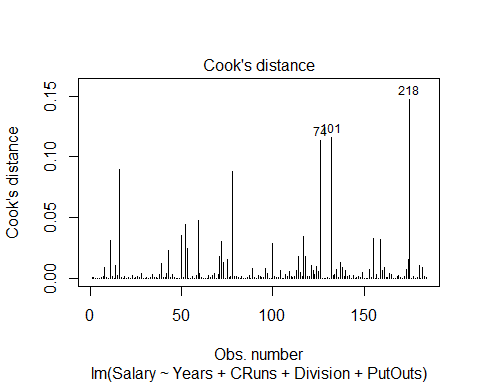 Cook's distance
0.15
0.10
0.05
0.00
Cook's distance
218
74
101
0 50 100 150
Obs. number
lm(Salary ~ Years + CRuns + Division + PutOuts)